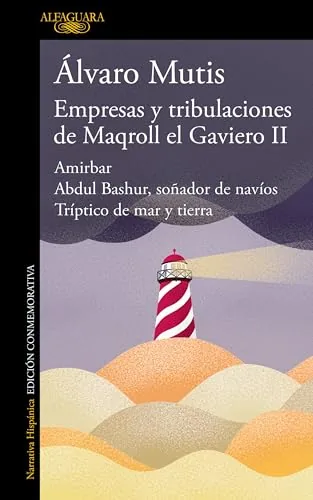 ALFAGUARA
Álvaro Mutis
Empresas y tribulaciones
de Maqroll el Gaviero II
Amirbar
Abdul Bashur, soñador de navíos
Tríptico de mar y tierra
Narrativa Hispánica EDICIÓN CONMEMORATIVA